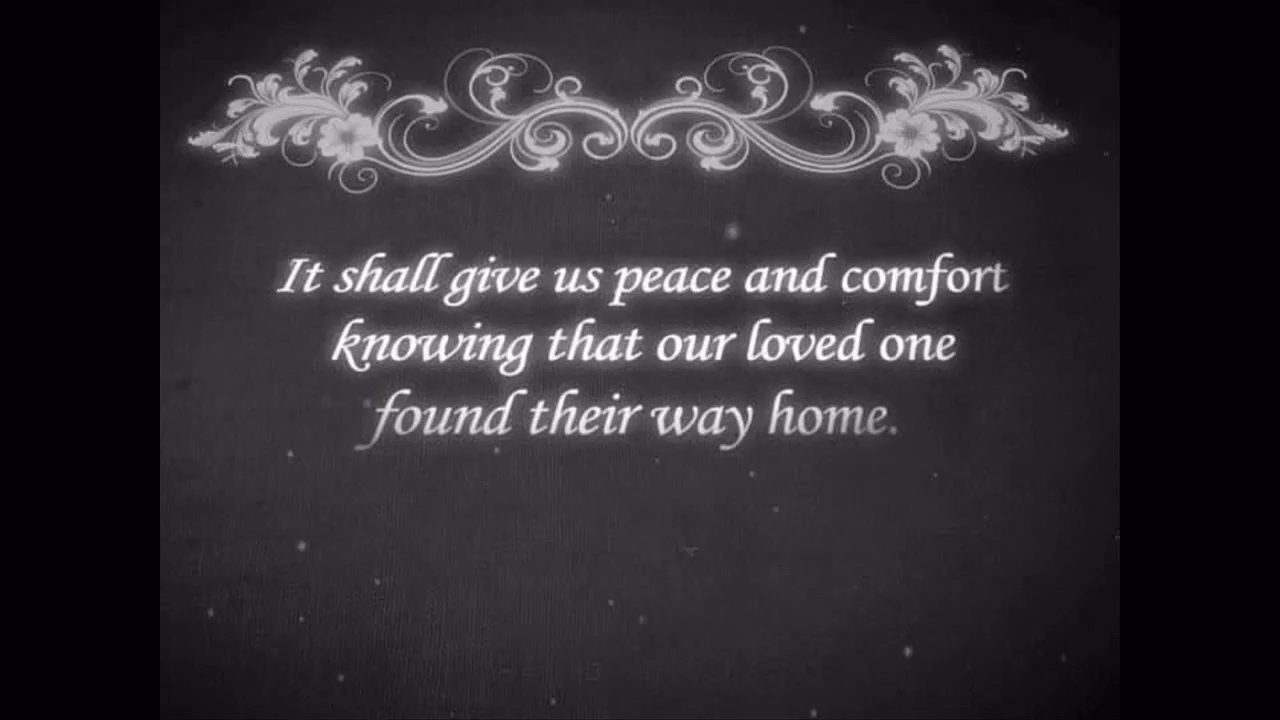 It shall give us peace and comfort
knowing that our loved one
found their way home.